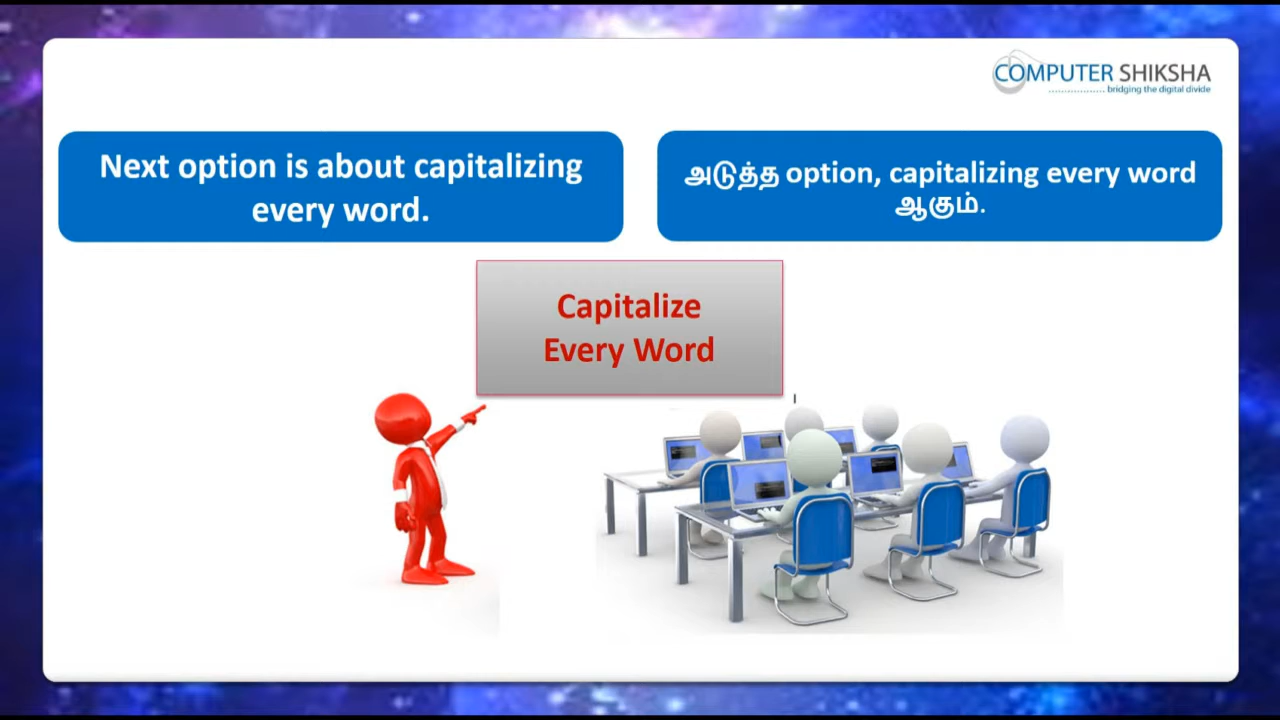 COMPUTER SHIKSHA
bridging the digital divide
Next option is about capitalizing
every word.
அடுத்த option, capitalizing every word
ஆகும்.
Capitalize
Every Word